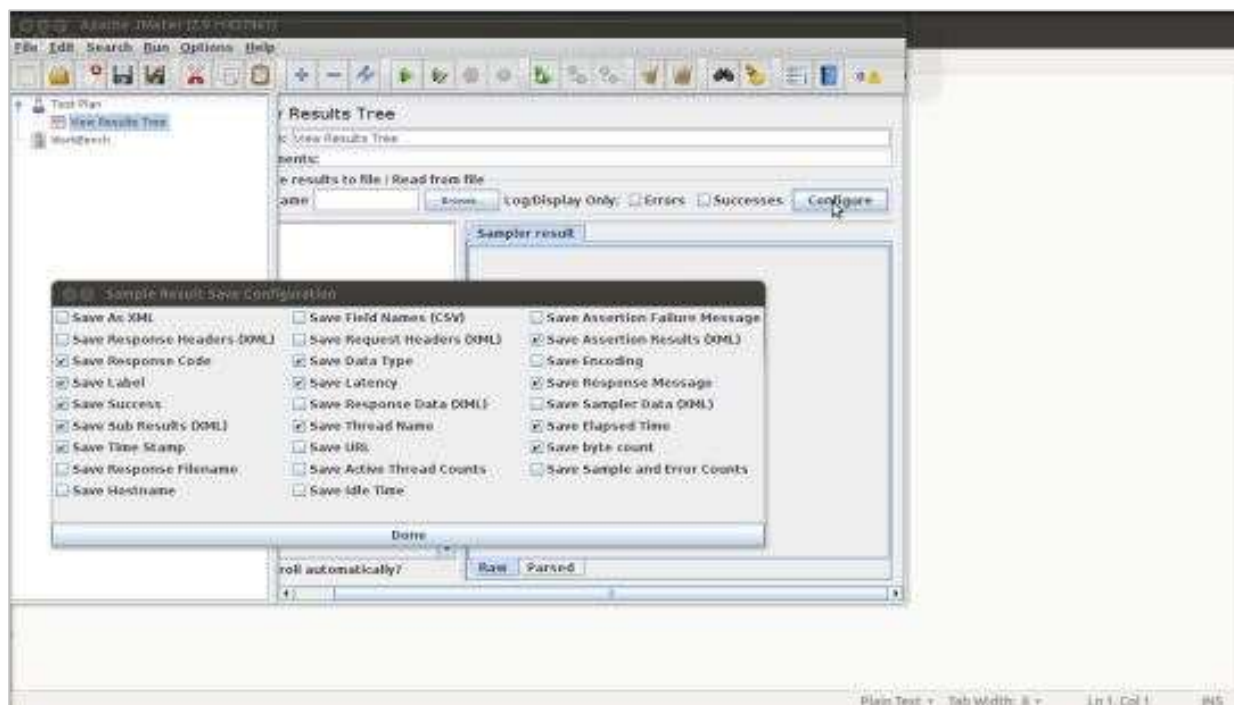 Apache JMeter
File Edit Search Run Options Help
Test Plan
View Results Tree
WorkBench
Results Tree
View Results Tree
ments:
e results to file / Read from file
ame Browse... Log/Display Only: Errors Successes Configure
Sampler result
Sample Result Save Configuration
Save As XML Save Field Names (CSV) Save Assertion Failure Message
Save Response Headers (XML) Save Request Headers (XML) Save Assertion Results (XML)
Save Response Code Save Data Type Save Encoding
Save Label Save Latency Save Response Message
Save Success Save Response Data (XML) Save Sampler Data (XML)
Save Sub Results (XML) Save Thread Name Save Elapsed Time
Save Time Stamp Save URL Save byte count
Save Response Filename Save Active Thread Counts Save Sample and Error Counts
Save Hostname Save Idle Time
Done
roll automatically?
Raw Parsed
Plain Text Tab Width: 8 Ln 1, Col 1 INS